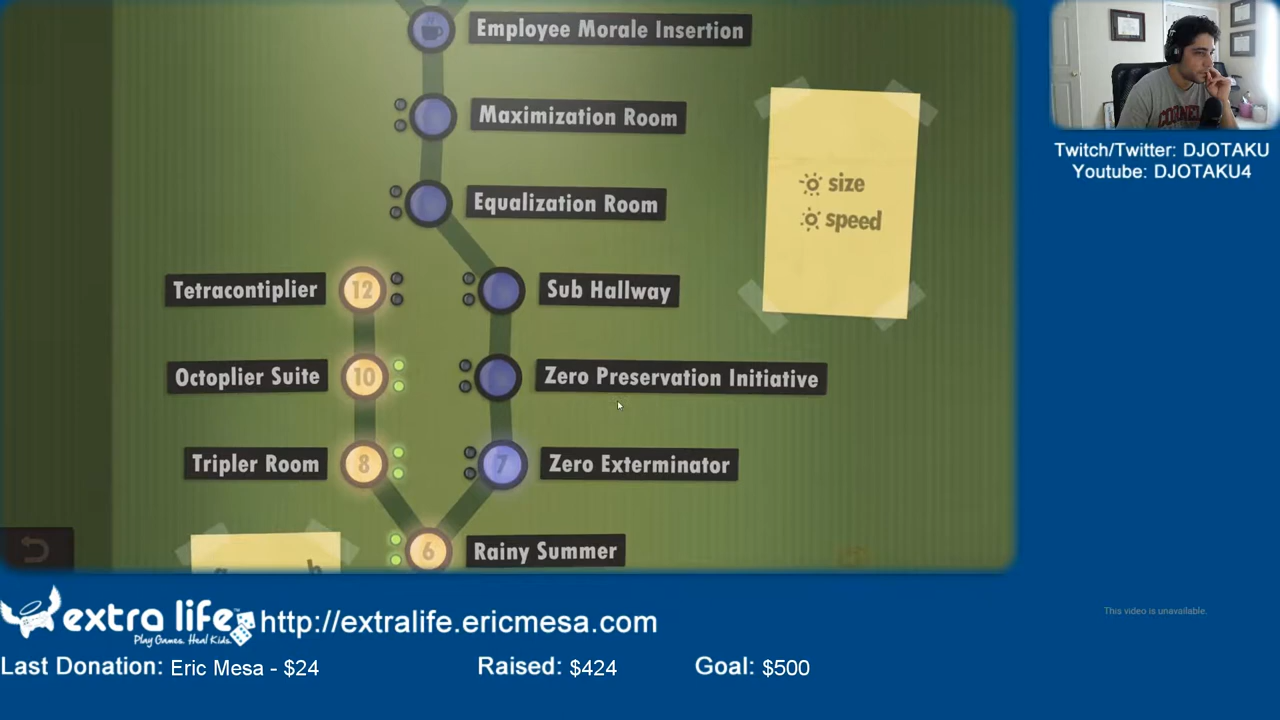 Employee Morale Insertion
Maximization Room
size
speed
Equalization Room
Tetracontiplier
12
Sub Hallway
Octoplier Suite
10
Zero Preservation Initiative
Tripler Room
8
7
Zero Exterminator
6
Rainy Summer
Twitch/Twitter: DJOTAKU
Youtube: DJOTAKU4
extra life
Play Games. Heal Kids.
http://extralife.ericmesa.com
This video is unavailable.
Last Donation: Eric Mesa - $24
Raised: $424
Goal: $500